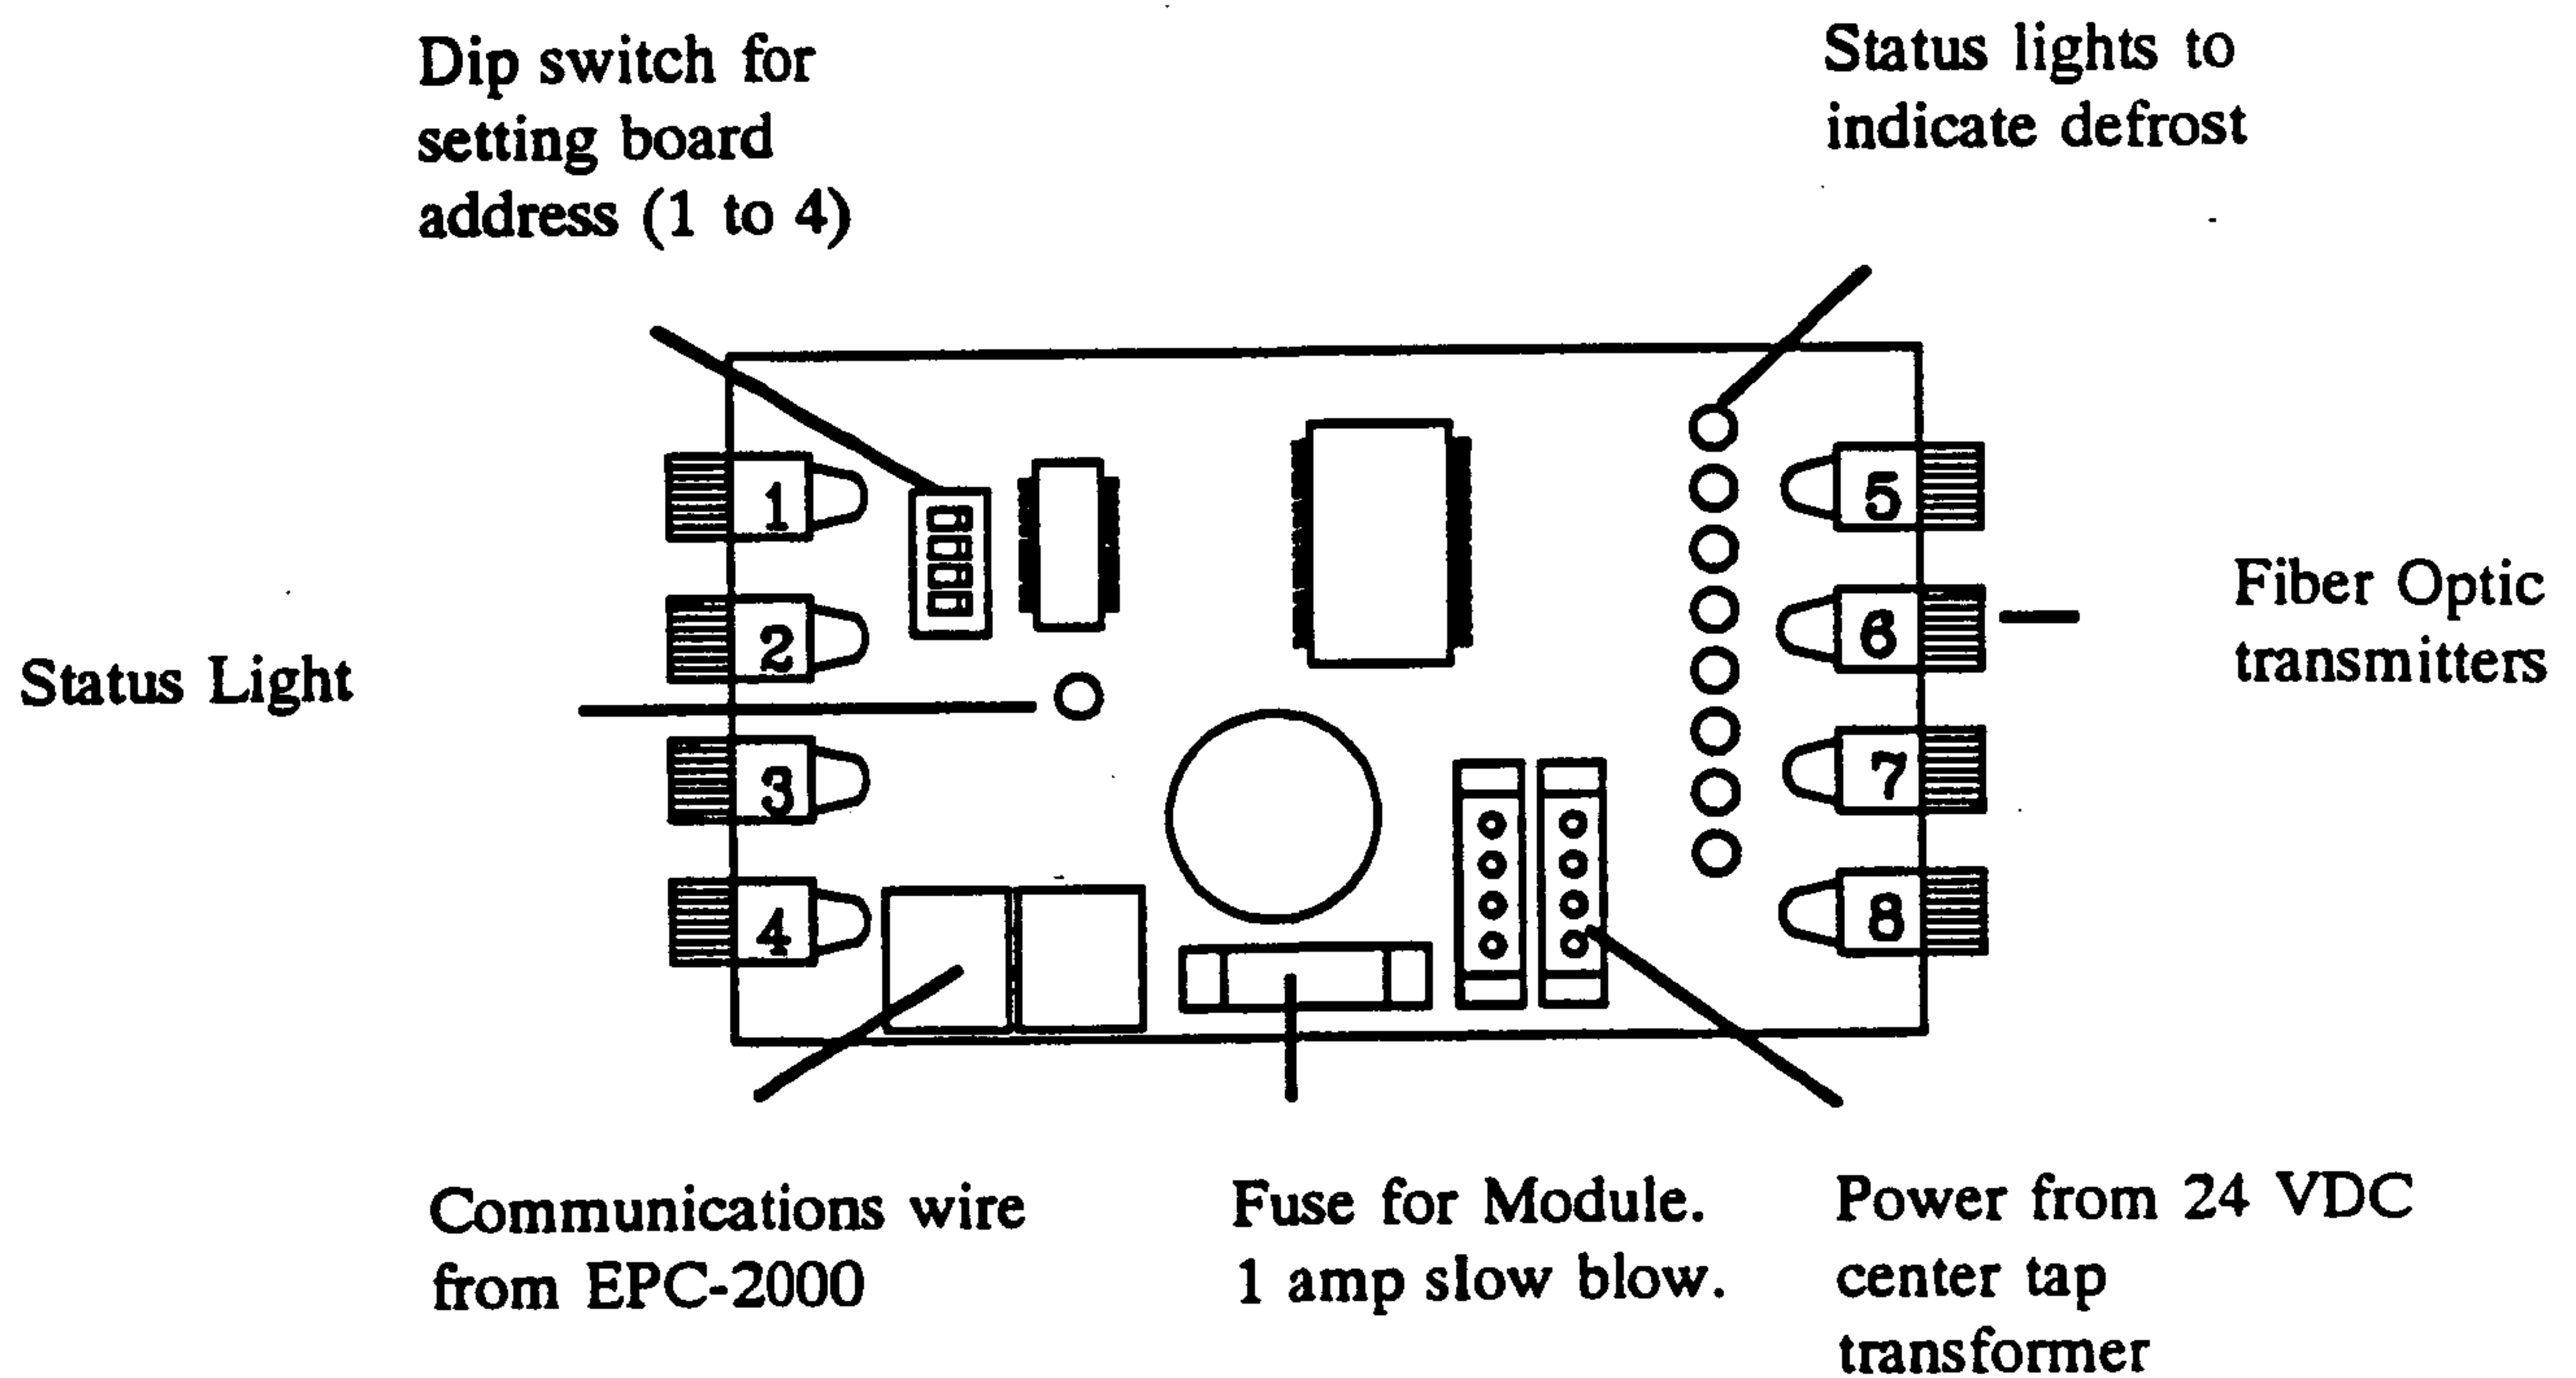 Dip switch for
setting board
address (1 to 4)
Status lights to
indicate defrost
1
2
3
4
5
6
7
8
Status Light
Fiber Optic
transmitters
Communications wire
from EPC-2000
Fuse for Module.
1 amp slow blow.
Power from 24 VDC
center tap
transformer